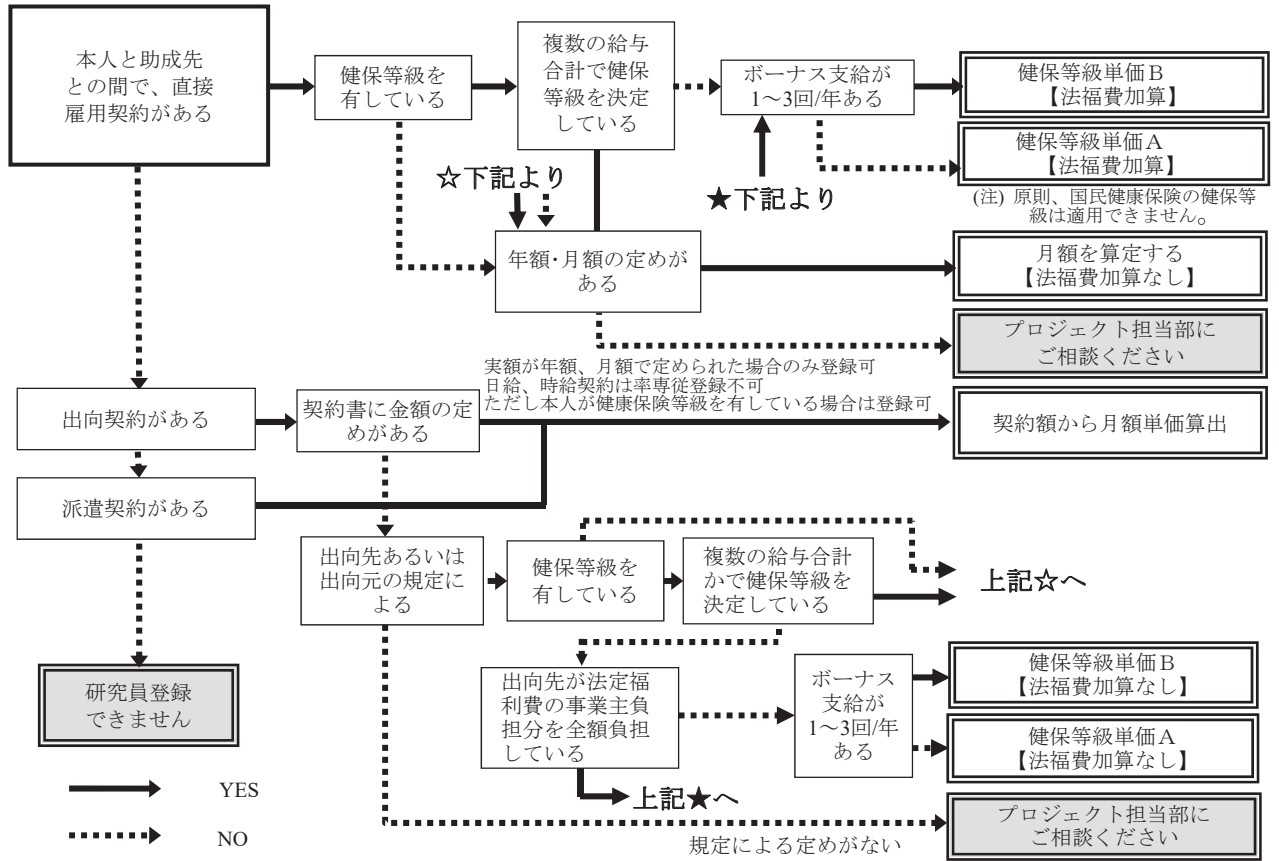 本人と助成先
との間で、直接
雇用契約がある
健保等級を
有している
複数の給与
合計で健保
等級を決定
している
ボーナス支給が
1～3回/年ある
健保等級単価Ｂ
【法福費加算】
健保等級単価Ａ
【法福費加算】
(注) 原則、国民健康保険の健保等
級は適用できません。
☆下記より
★下記より
年額･月額の定めが
ある
月額を算定する
【法福費加算なし】
プロジェクト担当部に
ご相談ください
実額が年額、月額で定められた場合のみ登録可
日給、時給契約は率専従登録不可
ただし本人が健康保険等級を有している場合は登録可
出向契約がある
契約書に金額の定
めがある
契約額から月額単価算出
派遣契約がある
出向先あるいは
出向元の規定に
よる
健保等級を
有している
複数の給与合計
かで健保等級を
決定している
上記☆へ
研究員登録
できません
出向先が法定福
利費の事業主負
担分を全額負担
している
ボーナス
支給が
1～3回/年
ある
健保等級単価Ｂ
【法福費加算なし】
健保等級単価Ａ
【法福費加算なし】
上記★へ
YES
NO
規定による定めがない
プロジェクト担当部に
ご相談ください